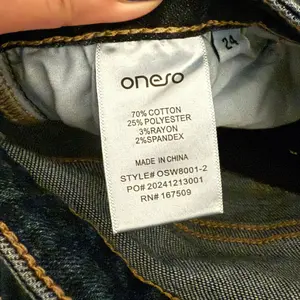 oneso
24
70% COTTON
25% POLYESTER
3% RAYON
2% SPANDEX
MADE IN CHINA
STYLE# OSW8001-2
PO# 20241213001
RN# 167509